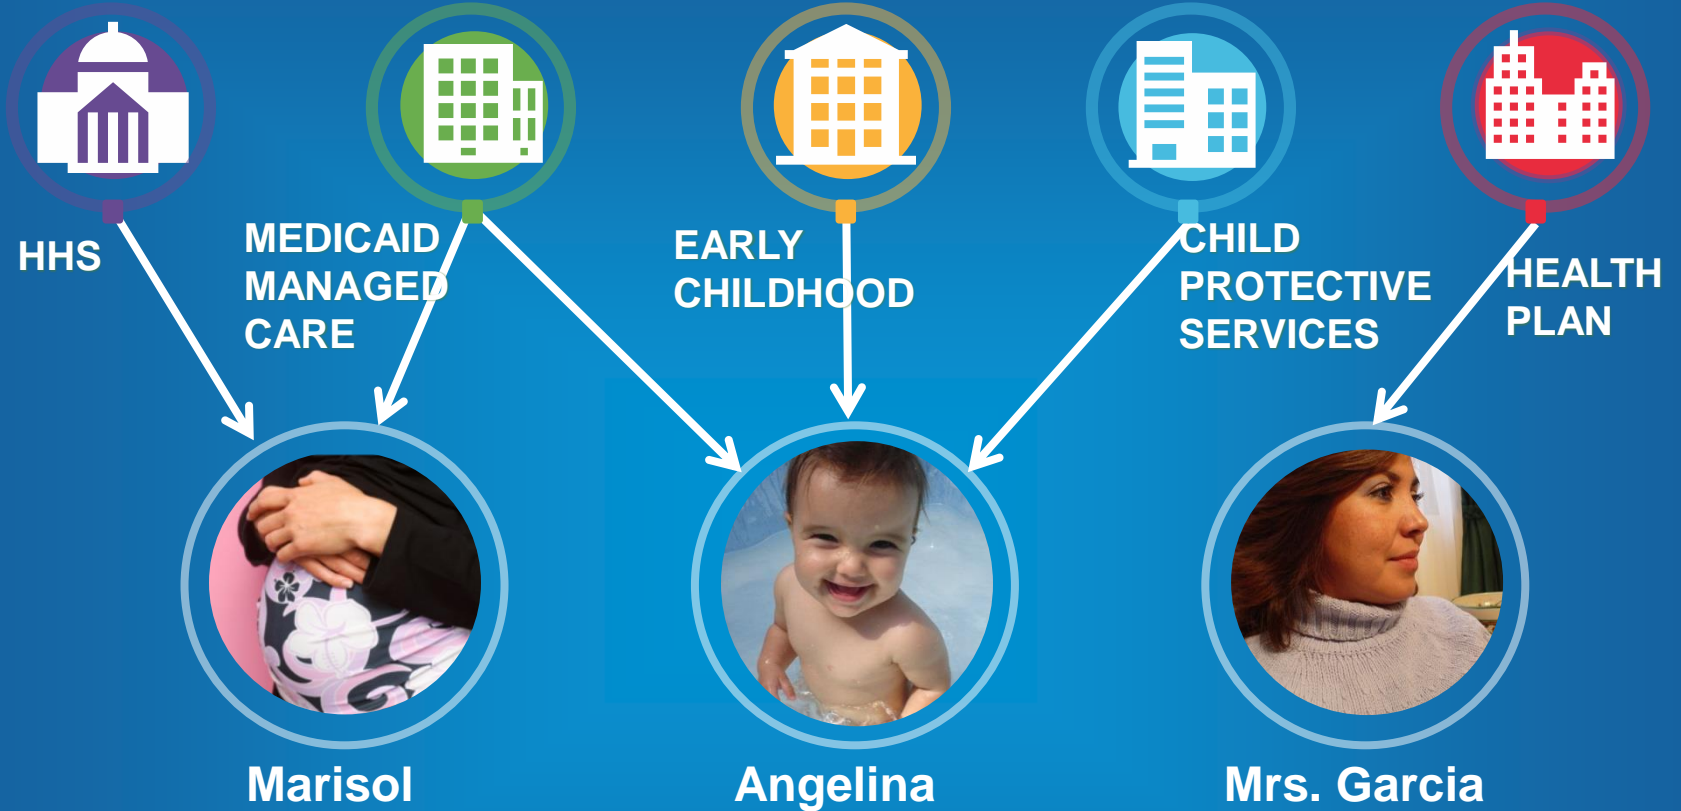 HHS
MEDICAID
MANAGED
CARE
EARLY
CHILDHOOD
CHILD
PROTECTIVE
SERVICES
HEALTH
PLAN
Marisol
Angelina
Mrs. Garcia